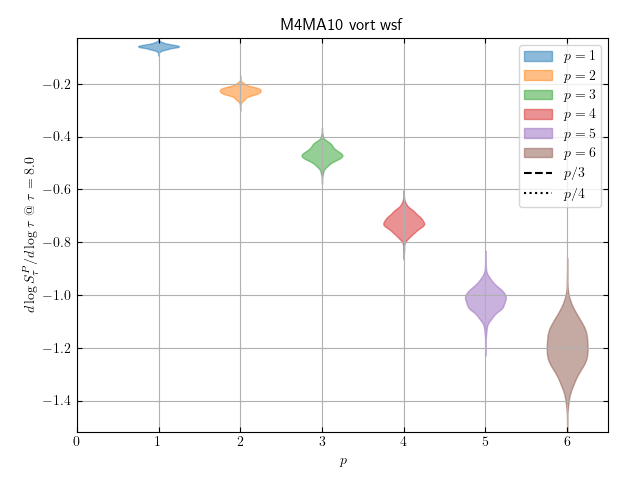 M4MA10 vort wsf
d log S_τ^P / d log τ @ τ = 8.0
−0.2
−0.4
−0.6
−0.8
−1.0
−1.2
−1.4
0 1 2 3 4 5 6
p
p = 1
p = 2
p = 3
p = 4
p = 5
p = 6
p/3
p/4